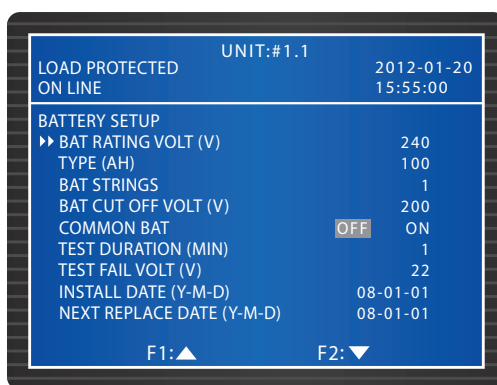 UNIT:#1.1
LOAD PROTECTED 2012-01-20
ON LINE 15:55:00
BATTERY SETUP
BAT RATING VOLT (V) 240
TYPE (AH) 100
BAT STRINGS 1
BAT CUT OFF VOLT (V) 200
COMMON BAT OFF ON
TEST DURATION (MIN) 1
TEST FAIL VOLT (V) 22
INSTALL DATE (Y-M-D) 08-01-01
NEXT REPLACE DATE (Y-M-D) 08-01-01
F1:▲ F2:▼